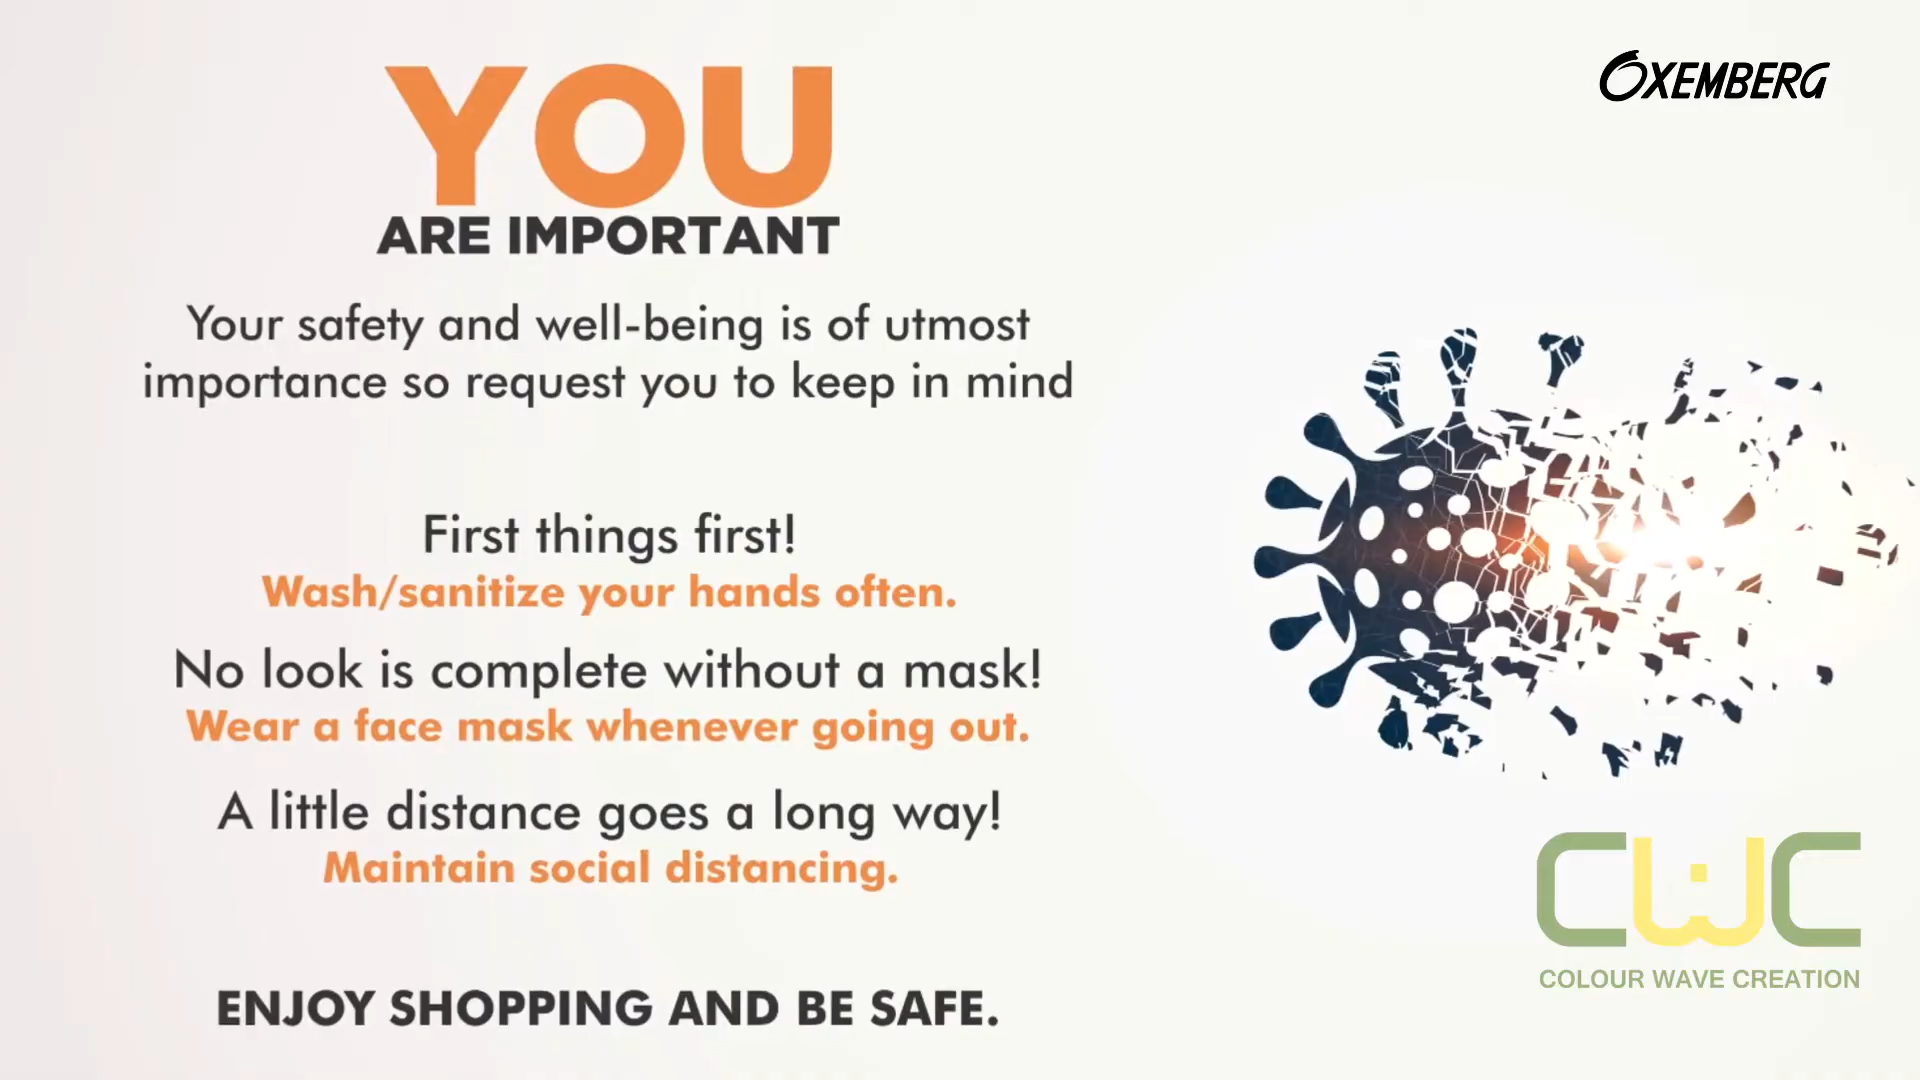 YOU
ARE IMPORTANT
OXEMBERG
Your safety and well-being is of utmost
importance so request you to keep in mind
First things first!
Wash/sanitize your hands often.
No look is complete without a mask!
Wear a face mask whenever going out.
A little distance goes a long way!
Maintain social distancing.
ENJOY SHOPPING AND BE SAFE.
CWC
COLOUR WAVE CREATION